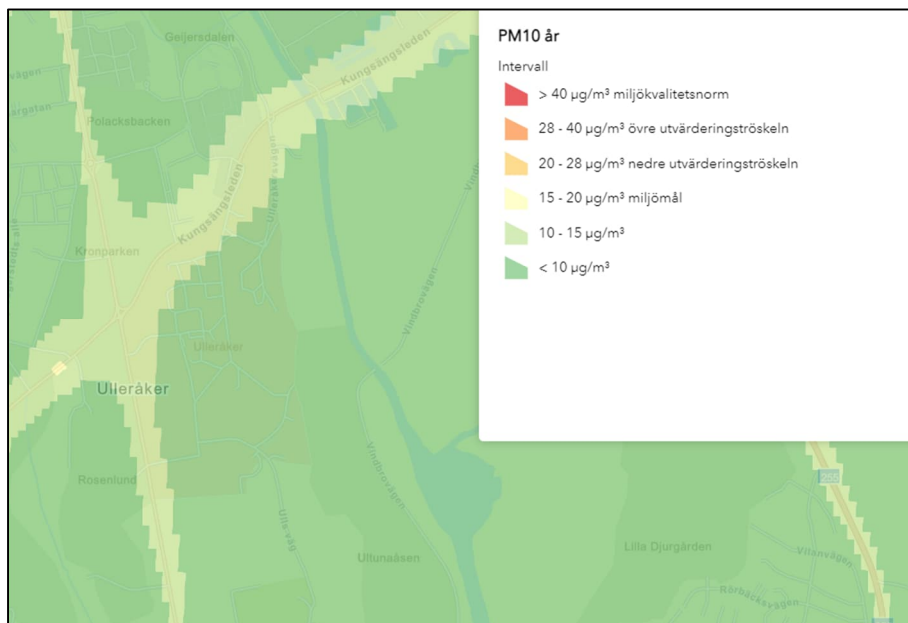 PM10 år
Intervall
> 40 µg/m³ miljökvalitetsnorm
28 - 40 µg/m³ övre utvärderingströskeln
20 - 28 µg/m³ nedre utvärderingströskeln
15 - 20 µg/m³ miljömål
10 - 15 µg/m³
< 10 µg/m³
Geijersdalen
Kungsängsleden
Polacksbacken
Ulleråkersvägen
Kungsängsleden
Vindbrovägen
Kronparken
Ulleråker
Ulleråker
Vindbrovägen
Rosenlund
255
Ulls väg
Ultunaåsen
Lilla Djurgården
Vilanvägen
Rörbäcksvägen